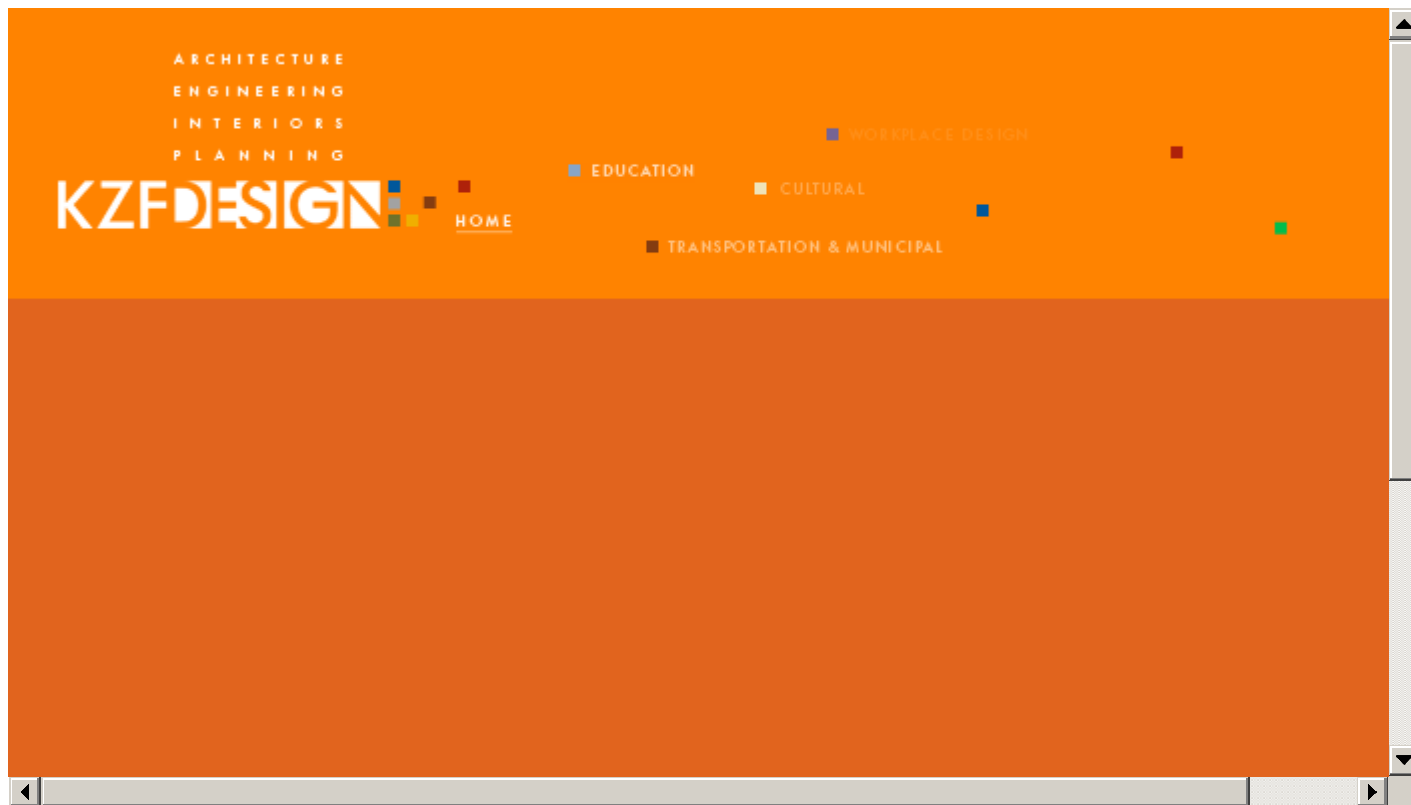 ARCHITECTURE
ENGINEERING
INTERIORS
PLANNING
KZFDESIGN
HOME
EDUCATION
WORKPLACE DESIGN
CULTURAL
TRANSPORTATION & MUNICIPAL